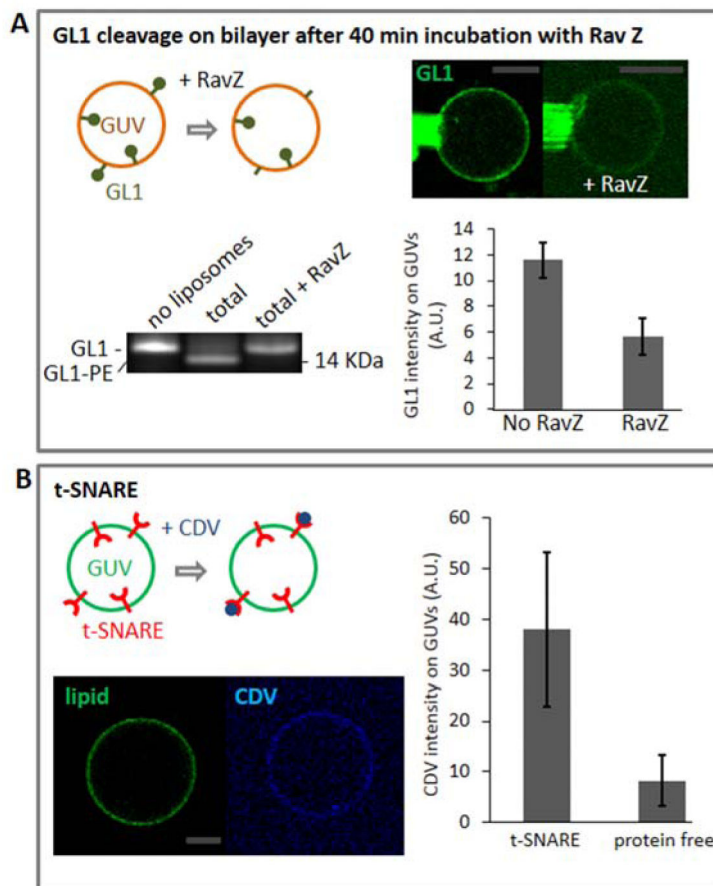 A
GL1 cleavage on bilayer after 40 min incubation with Rav Z
+ RavZ
GUV
GL1
GL1
+ RavZ
no liposomes
total
total + RavZ
GL1 -
GL1-PE
- 14 KDa
GL1 intensity on GUVs
(A.U.)
14
12
10
8
6
4
2
0
No RavZ
RavZ
B
t-SNARE
+ CDV
GUV
t-SNARE
lipid
CDV
CDV intensity on GUVs (A.U.)
60
50
40
30
20
10
0
t-SNARE
protein free